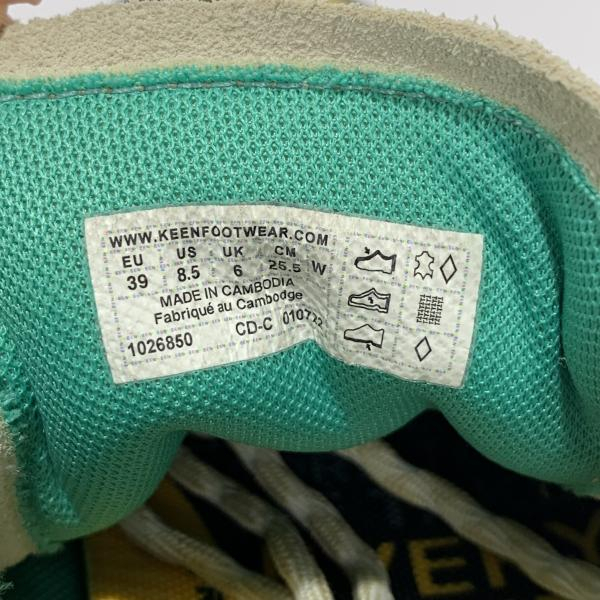 WWW.KEENFOOTWEAR.COM
EU US UK CM
39 8.5 6 25.5 W
MADE IN CAMBODIA
Fabriqué au Cambodge
1026850 CD-C 010722